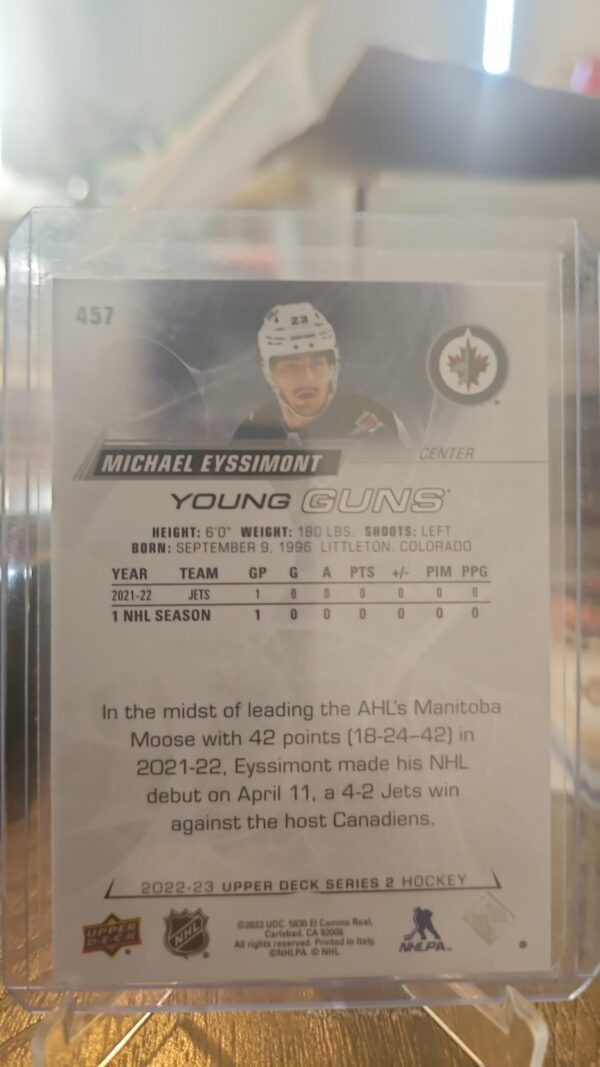 457
23
MICHAEL EYSSIMONT
CENTER
YOUNG GUNS
HEIGHT: 6'0" WEIGHT: 180 LBS. SHOOTS: LEFT
BORN: SEPTEMBER 9, 1996 LITTLETON, COLORADO
YEAR TEAM GP G A PTS +/- PIM PPG
2021-22 JETS 1 0 0 0 0 0 0
1 NHL SEASON 1 0 0 0 0 0 0
In the midst of leading the AHL's Manitoba
Moose with 42 points (18-24–42) in
2021-22, Eyssimont made his NHL
debut on April 11, a 4-2 Jets win
against the host Canadiens.
2022-23 UPPER DECK SERIES 2 HOCKEY
UPPER DECK
NHL
©2023 UDC. 5830 El Camino Real,
Carlsbad, CA 92008.
All rights reserved. Printed in Italy.
©NHLPA. © NHL.
NHLPA